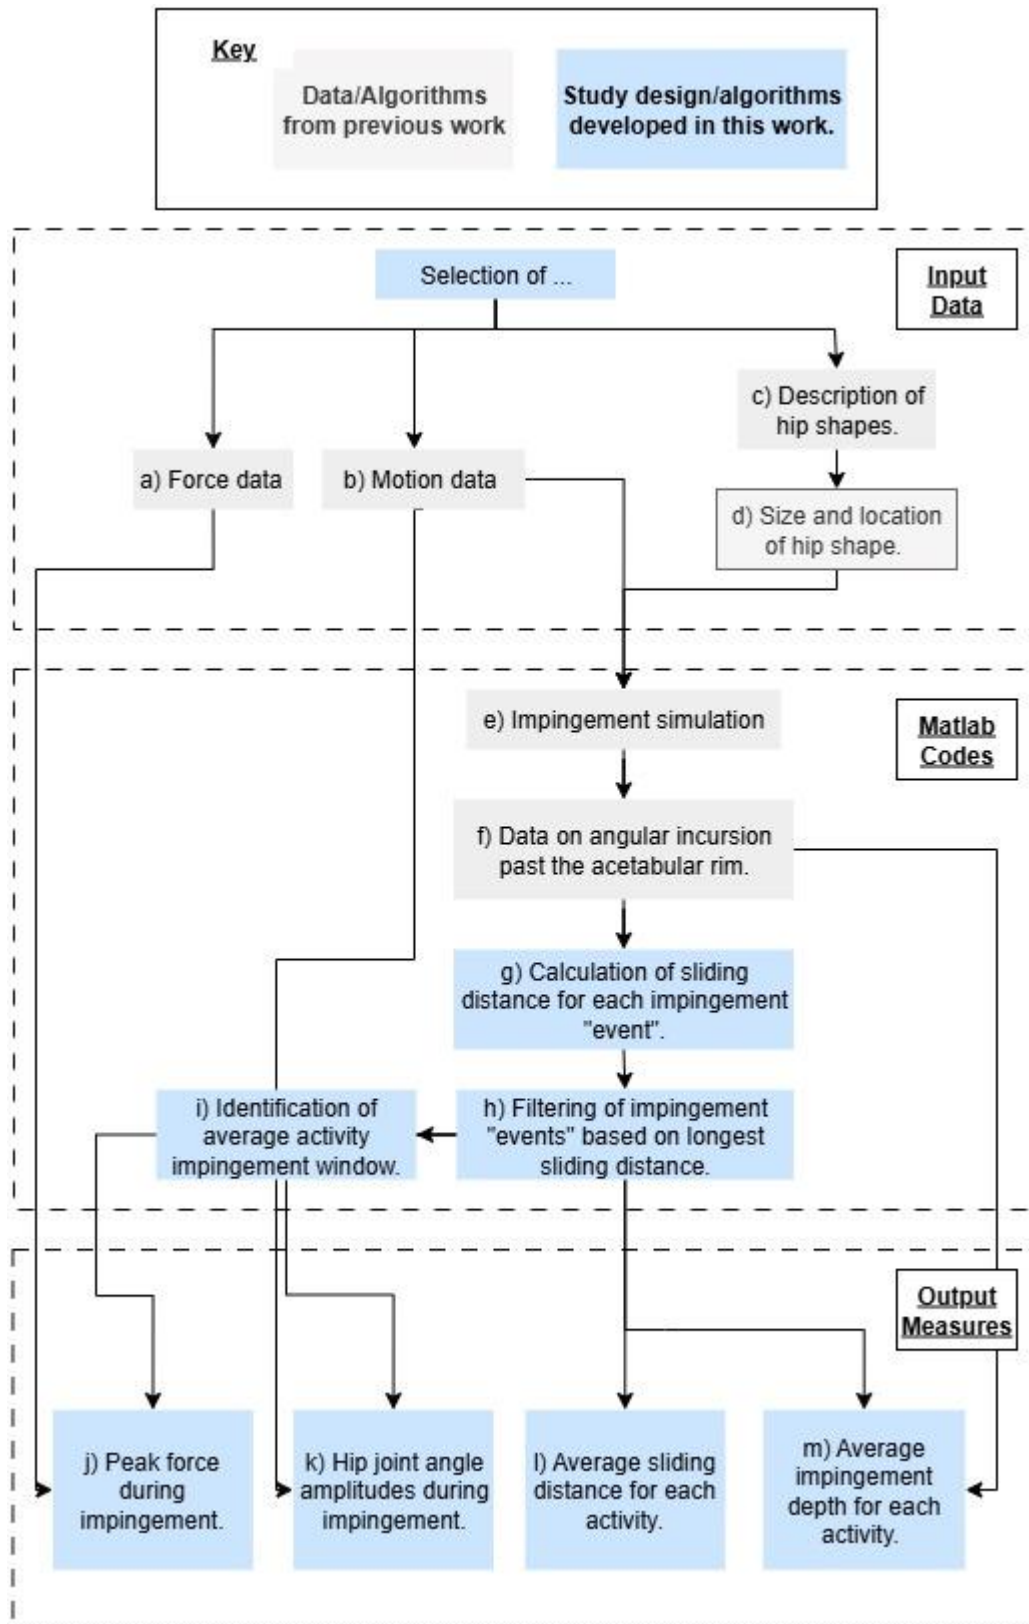 Key
Data/Algorithms
from previous work
Study design/algorithms
developed in this work.
Selection of ...
Input
Data
c) Description of
hip shapes.
a) Force data
b) Motion data
d) Size and location
of hip shape.
e) Impingement simulation
Matlab
Codes
f) Data on angular incursion
past the acetabular rim.
g) Calculation of sliding
distance for each impingement
"event".
i) Identification of
average activity
impingement window.
h) Filtering of impingement
"events" based on longest
sliding distance.
Output
Measures
j) Peak force
during
impingement.
k) Hip joint angle
amplitudes during
impingement.
l) Average sliding
distance for each
activity.
m) Average
impingement
depth for each
activity.